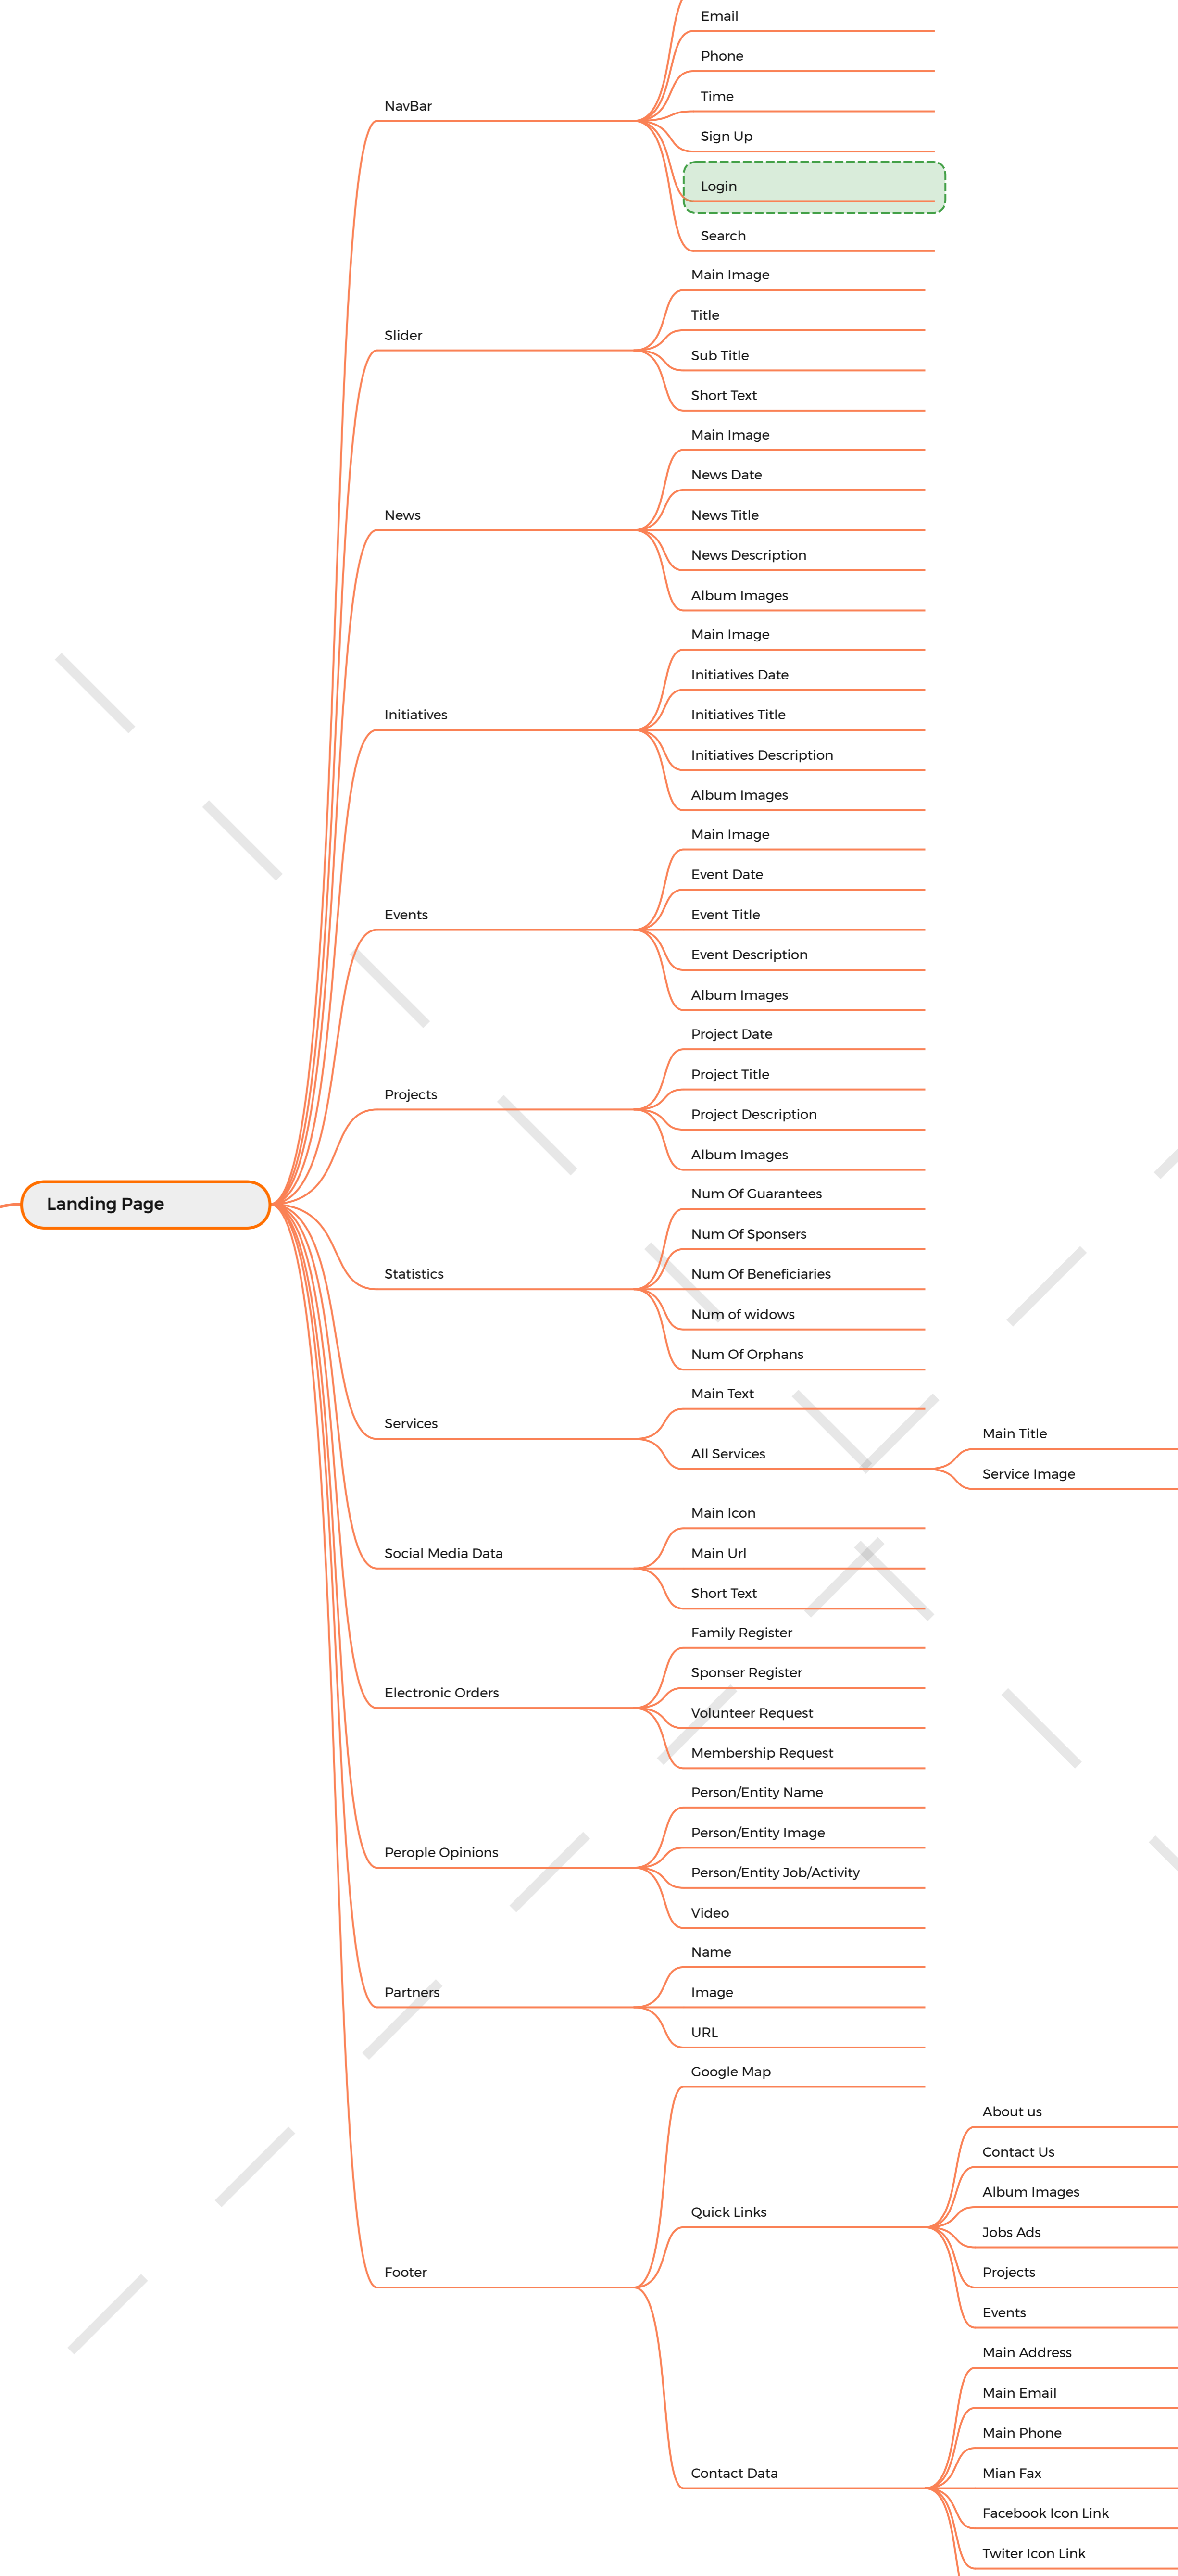 Landing Page
NavBar
Email
Phone
Time
Sign Up
Login
Search
Slider
Main Image
Title
Sub Title
Short Text
News
Main Image
News Date
News Title
News Description
Album Images
Initiatives
Main Image
Initiatives Date
Initiatives Title
Initiatives Description
Album Images
Events
Main Image
Event Date
Event Title
Event Description
Album Images
Projects
Project Date
Project Title
Project Description
Album Images
Statistics
Num Of Guarantees
Num Of Sponsers
Num Of Beneficiaries
Num of widows
Num Of Orphans
Services
Main Text
All Services
Main Title
Service Image
Social Media Data
Main Icon
Main Url
Short Text
Electronic Orders
Family Register
Sponser Register
Volunteer Request
Membership Request
Perople Opinions
Person/Entity Name
Person/Entity Image
Person/Entity Job/Activity
Video
Partners
Name
Image
URL
Footer
Google Map
Quick Links
About us
Contact Us
Album Images
Jobs Ads
Projects
Events
Contact Data
Main Address
Main Email
Main Phone
Mian Fax
Facebook Icon Link
Twiter Icon Link